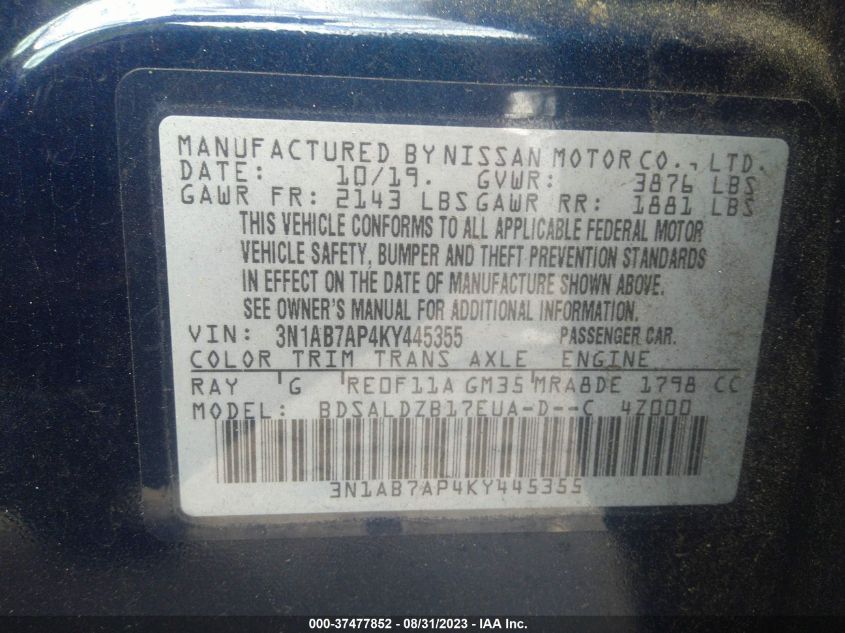 MANUFACTURED BY NISSAN MOTOR CO., LTD.
DATE: 10/19. GVWR: 3876 LBS
GAWR FR: 2143 LBS GAWR RR: 1881 LBS
THIS VEHICLE CONFORMS TO ALL APPLICABLE FEDERAL MOTOR
VEHICLE SAFETY, BUMPER AND THEFT PREVENTION STANDARDS
IN EFFECT ON THE DATE OF MANUFACTURE SHOWN ABOVE.
SEE OWNER'S MANUAL FOR ADDITIONAL INFORMATION.
VIN: 3N1AB7AP4KY445355 PASSENGER CAR.
COLOR TRIM TRANS AXLE ENGINE
RAY G RE0F11A GM35 MRA8DE 1798 CC
MODEL: BDSALDZB17EUA-D--C 4Z000
3N1AB7AP4KY445355
000-37477852 - 08/31/2023 - Copyright © IAA, Inc.